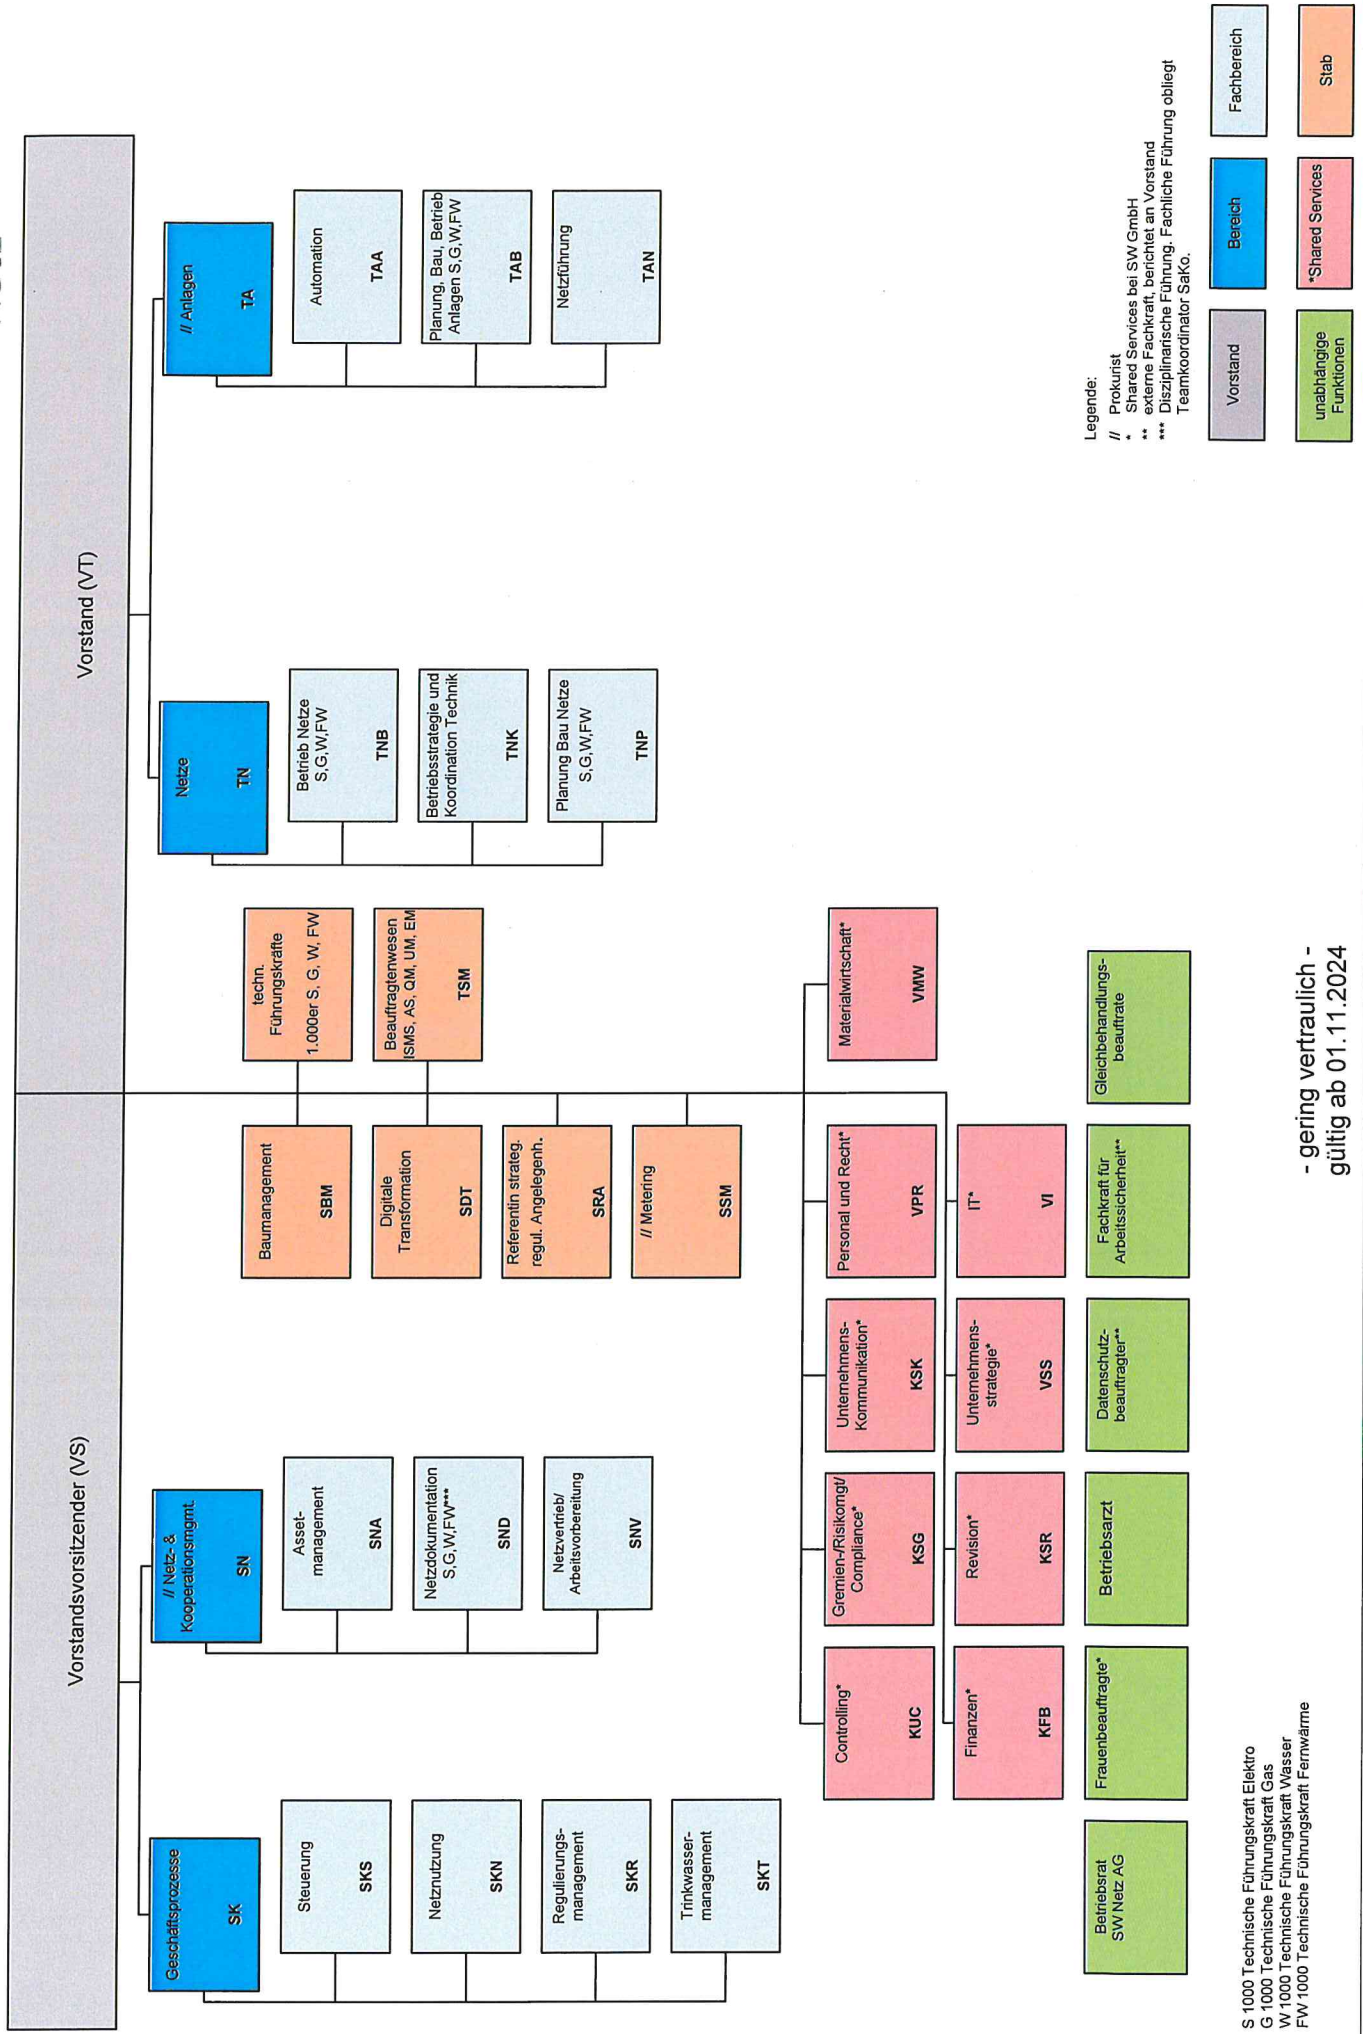 Vorstandsvorsitzender (VS)
Vorstand (VT)
Geschäftsprozesse
SK
Steuerung
SKS
Netznutzung
SKN
Regulierungs-
management
SKR
Trinkwasser-
management
SKT
// Netz- &
Kooperationsmgmt.
SN
Asset-
management
SNA
Netzdokumentation
S,G,W,FW***
SND
Netzvertrieb/
Arbeitsvorbereitung
SNV
Baumanagement
SBM
Digitale
Transformation
SDT
Referentin strateg.
regul. Angelegenh.
SRA
// Metering
SSM
techn.
Führungskräfte
1.000er S, G, W, FW
Beauftragtenwesen
ISMS, AS, QM, UM, EM
TSM
Netze
TN
Betrieb Netze
S,G,W,FW
TNB
Betriebsstrategie und
Koordination Technik
TNK
Planung Bau Netze
S,G,W,FW
TNP
// Anlagen
TA
Automation
TAA
Planung, Bau, Betrieb
Anlagen S,G,W,FW
TAB
Netzführung
TAN
Controlling*
KUC
Gremien-/Risikomgt/
Compliance*
KSG
Unternehmens-
Kommunikation*
KSK
Personal und Recht*
VPR
Materialwirtschaft*
VMW
Finanzen*
KFB
Revision*
KSR
Unternehmens-
strategie*
VSS
IT*
VI
Betriebsrat
SW Netz AG
Frauenbeauftragte*
Betriebsarzt
Datenschutz-
beauftragter**
Fachkraft für
Arbeitssicherheit**
Gleichbehandlungs-
beauftrate
S 1000 Technische Führungskraft Elektro
G 1000 Technische Führungskraft Gas
W 1000 Technische Führungskraft Wasser
FW 1000 Technische Führungskraft Fernwärme
- gering vertraulich -
gültig ab 01.11.2024
Legende:
// Prokurist
* Shared Services bei SW GmbH
** externe Fachkraft, berichtet an Vorstand
*** Disziplinarische Führung. Fachliche Führung obliegt
Teamkoordinator SaKo.
Vorstand
Bereich
Fachbereich
unabhängige
Funktionen
*Shared Services
Stab